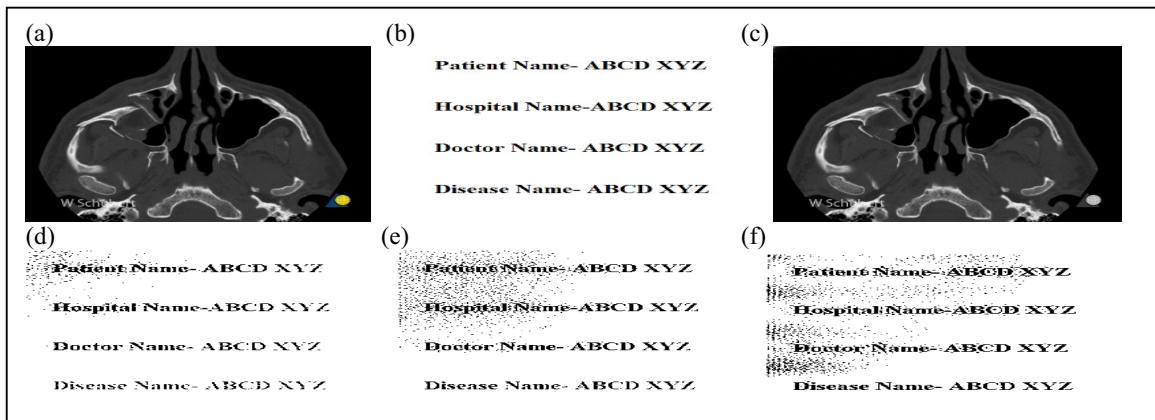 (a)
(b)
(c)
Patient Name- ABCD XYZ
Hospital Name-ABCD XYZ
Doctor Name- ABCD XYZ
Disease Name- ABCD XYZ
W Schubert
W Schubert
(d)
(e)
(f)
Patient Name- ABCD XYZ
Hospital Name- ABCD XYZ
Doctor Name- ABCD XYZ
Disease Name- ABCD XYZ
Patient Name- ABCD XYZ
Hospital Name- ABCD XYZ
Doctor Name- ABCD XYZ
Disease Name- ABCD XYZ
Patient Name- ABCD XYZ
Hospital Name- ABCD XYZ
Doctor Name- ABCD XYZ
Disease Name- ABCD XYZ